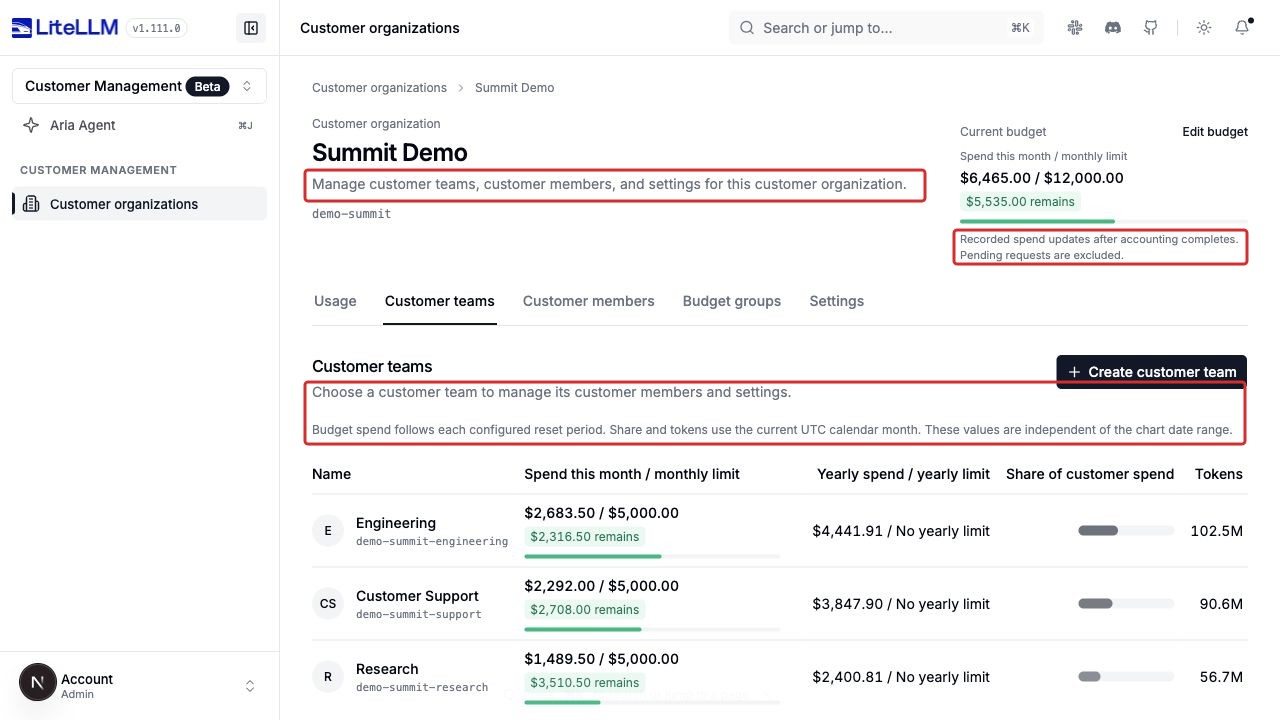 LiteLLM v1.111.0
Customer organizations
Search or jump to... ⌘K
Customer Management Beta
Aria Agent ⌘J
CUSTOMER MANAGEMENT
Customer organizations
Customer organizations > Summit Demo
Customer organization
Summit Demo
Manage customer teams, customer members, and settings for this customer organization.
demo-summit
Current budget Edit budget
Spend this month / monthly limit
$6,465.00 / $12,000.00
$5,535.00 remains
Recorded spend updates after accounting completes.
Pending requests are excluded.
Usage Customer teams Customer members Budget groups Settings
Customer teams
+ Create customer team
Choose a customer team to manage its customer members and settings.
Budget spend follows each configured reset period. Share and tokens use the current UTC calendar month. These values are independent of the chart date range.
Name Spend this month / monthly limit Yearly spend / yearly limit Share of customer spend Tokens
E Engineering demo-summit-engineering $2,683.50 / $5,000.00 $2,316.50 remains $4,441.91 / No yearly limit 102.5M
CS Customer Support demo-summit-support $2,292.00 / $5,000.00 $2,708.00 remains $3,847.90 / No yearly limit 90.6M
R Research demo-summit-research $1,489.50 / $5,000.00 $3,510.50 remains $2,400.81 / No yearly limit 56.7M
N Account
Admin